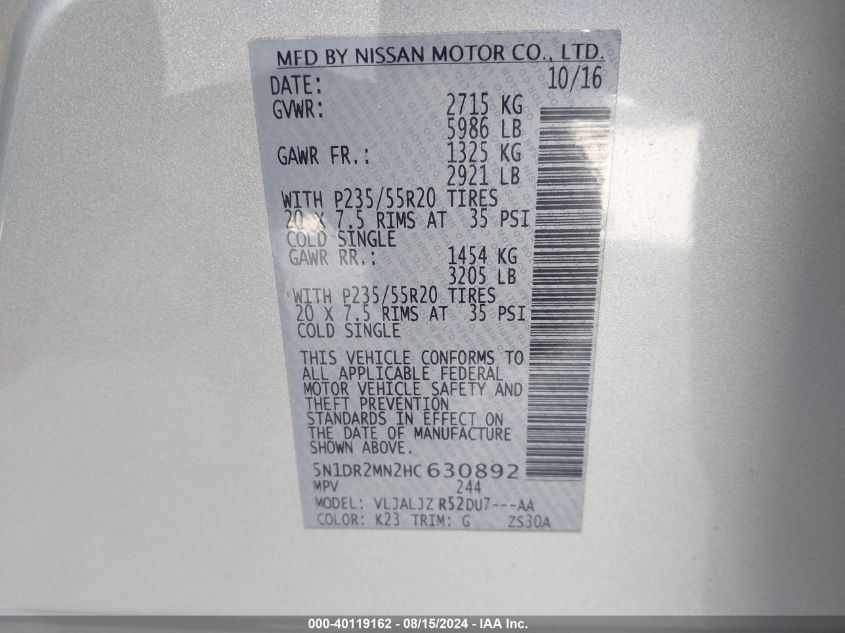 MFD BY NISSAN MOTOR CO., LTD.
DATE: 10/16
GVWR: 2715 KG
5986 LB
GAWR FR.: 1325 KG
2921 LB
WITH P235/55R20 TIRES
20 X 7.5 RIMS AT 35 PSI
COLD SINGLE
GAWR RR.: 1454 KG
3205 LB
WITH P235/55R20 TIRES
20 X 7.5 RIMS AT 35 PSI
COLD SINGLE
THIS VEHICLE CONFORMS TO
ALL APPLICABLE FEDERAL
MOTOR VEHICLE SAFETY AND
THEFT PREVENTION
STANDARDS IN EFFECT ON
THE DATE OF MANUFACTURE
SHOWN ABOVE.
5N1DR2MN2HC630892
MPV 244
MODEL: VLJALJZ R52DU7---AA
COLOR: K23 TRIM: G ZS30A
000-40119162 - 08/15/2024 - IAA Inc.